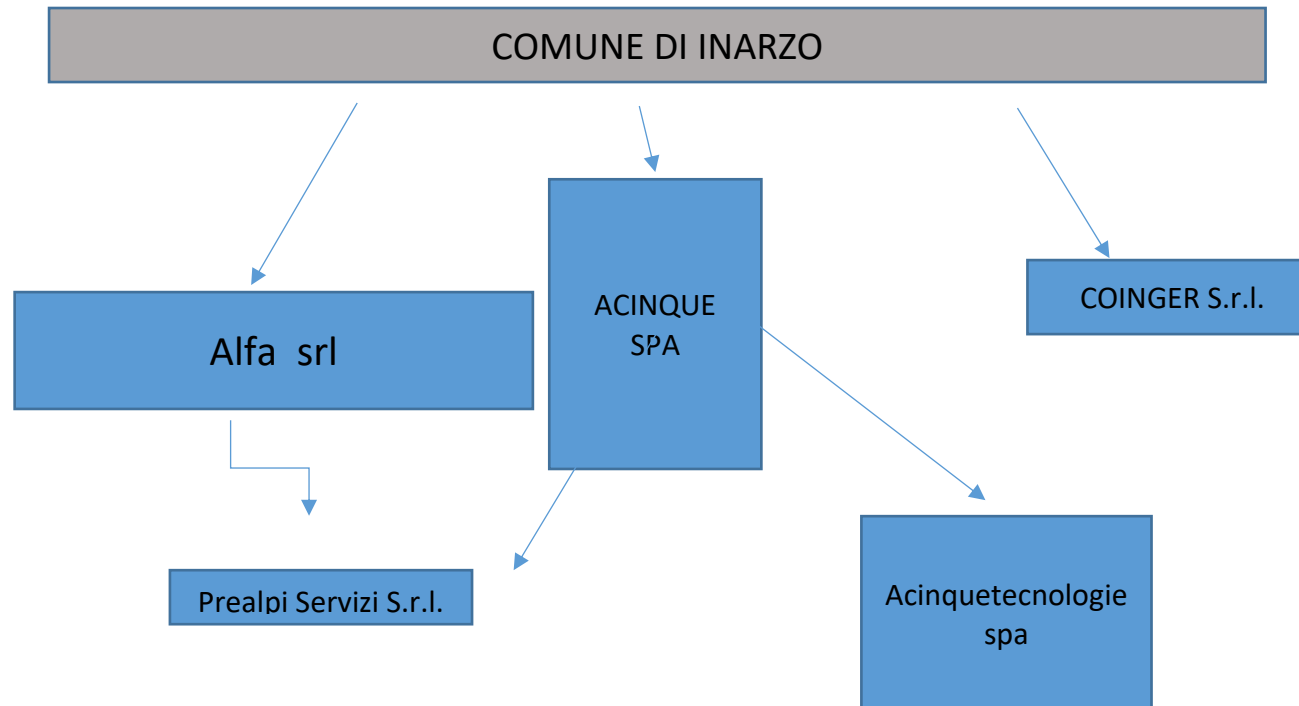 COMUNE DI INARZO
ACINQUE
SPA
COINGER S.r.l.
Alfa  srl
Prealpi Servizi S.r.l.
Acinquetecnologie
spa